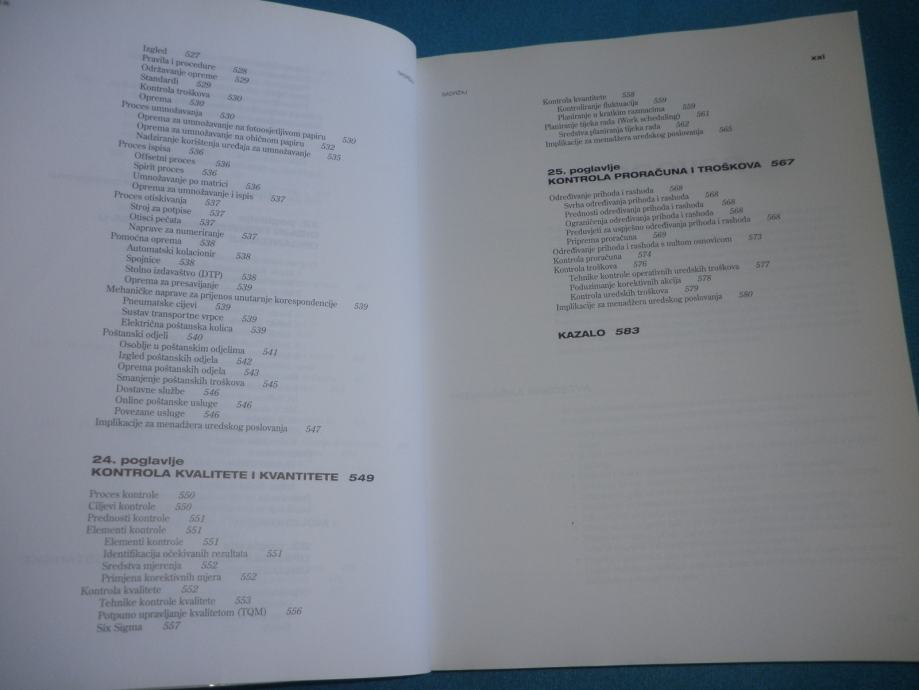 Izgled 527
Pravila i procedure 528
Održavanje opreme 529
Standardi 529
Kontrola troškova 530
Oprema 530
Proces umnožavanja 530
Oprema za umnožavanje na fotoosjetljivom papiru 530
Oprema za umnožavanje na običnom papiru 532
Nadziranje korištenja uređaja za umnožavanje 535
Proces ispisa 536
Offsetni proces 536
Spirit proces 536
Umnožavanje po matrici 536
Oprema za umnožavanje i ispis 537
Proces otiskivanja 537
Stroj za potpise 537
Otisci pečata 537
Naprave za numeriranje 537
Pomoćna oprema 538
Automatski kolacionir 538
Spojnice 538
Stolno izdavaštvo (DTP) 538
Oprema za presavijanje 539
Mehaničke naprave za prijenos unutarnje korespondencije 539
Pneumatske cijevi 539
Sustav transportne vrpce 539
Električna poštanska kolica 539
Poštanski odjeli 540
Osoblje u poštanskim odjelima 541
Izgled poštanskih odjela 542
Oprema poštanskih odjela 543
Smanjenje poštanskih troškova 545
Dostavne službe 546
Online poštanske usluge 546
Povezane usluge 546
Implikacije za menadžera uredskog poslovanja 547
24. poglavlje
KONTROLA KVALITETE I KVANTITETE 549
Proces kontrole 550
Ciljevi kontrole 550
Prednosti kontrole 551
Elementi kontrole 551
Elementi kontrole 551
Identifikacija očekivanih rezultata 551
Sredstva mjerenja 552
Primjena korektivnih mjera 552
Kontrola kvalitete 552
Tehnike kontrole kvalitete 553
Potpuno upravljanje kvalitetom (TQM) 556
Six Sigma 557
SADRŽAJ
xxi
Kontrola kvantitete 558
Kontroliranje fluktuacija 559
Planiranje u kratkim razmacima 559
Planiranje tijeka rada (Work scheduling) 561
Sredstva planiranja tijeka rada 562
Implikacije za menadžera uredskog poslovanja 565
25. poglavlje
KONTROLA PRORAČUNA I TROŠKOVA 567
Određivanje prihoda i rashoda 568
Svrha određivanja prihoda i rashoda 568
Prednosti određivanja prihoda i rashoda 568
Ograničenja određivanja prihoda i rashoda 568
Preduvjeti za uspješno određivanje prihoda i rashoda 568
Priprema proračuna 569
Određivanje prihoda i rashoda s nultom osnovicom 573
Kontrola proračuna 574
Kontrola troškova 576
Tehnike kontrole operativnih uredskih troškova 577
Poduzimanje korektivnih akcija 578
Kontrola uredskih troškova 579
Implikacije za menadžera uredskog poslovanja 580
KAZALO 583